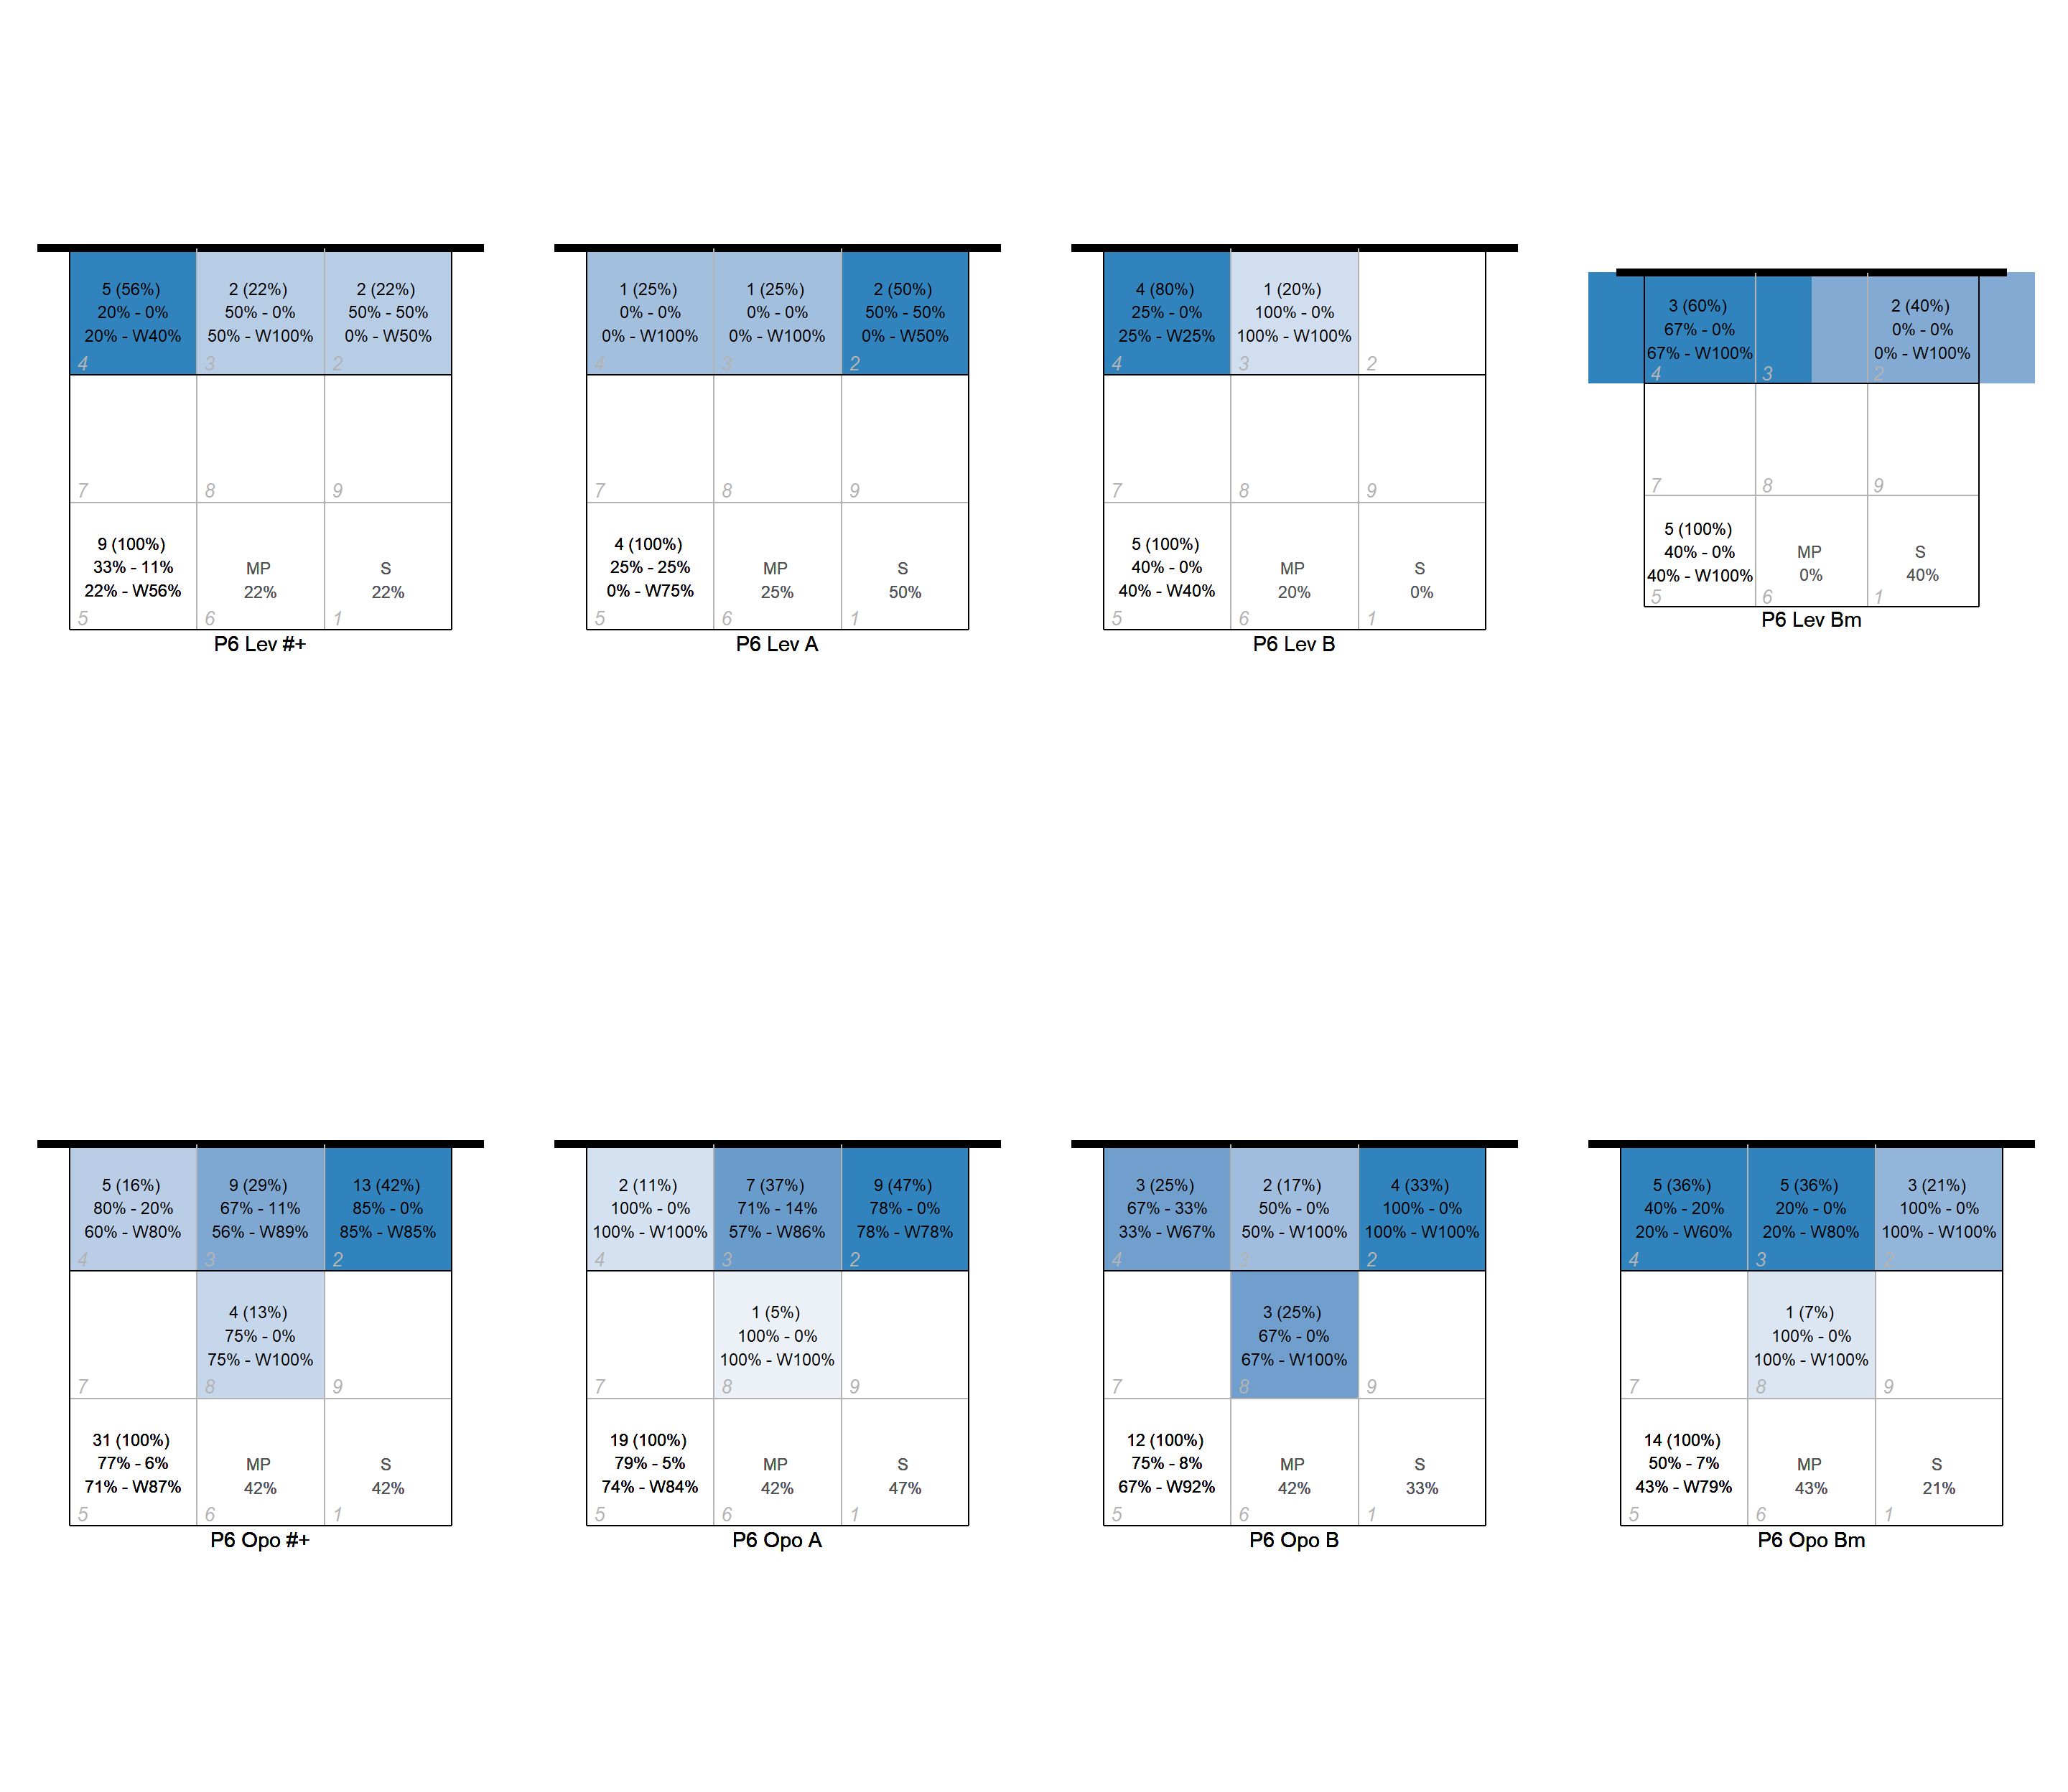 5 (56%)
20% - 0%
20% - W40%
4
2 (22%)
50% - 0%
50% - W100%
3
2 (22%)
50% - 50%
0% - W50%
2
7
8
9
9 (100%)
33% - 11%
22% - W56%
5
MP
22%
6
S
22%
1
P6 Lev #+
1 (25%)
0% - 0%
0% - W100%
4
1 (25%)
0% - 0%
0% - W100%
3
2 (50%)
50% - 50%
0% - W50%
2
7
8
9
4 (100%)
25% - 25%
0% - W75%
5
MP
25%
6
S
50%
1
P6 Lev A
4 (80%)
25% - 0%
25% - W25%
4
1 (20%)
100% - 0%
100% - W100%
3
2
7
8
9
5 (100%)
40% - 0%
40% - W40%
5
MP
20%
6
S
0%
1
P6 Lev B
3 (60%)
67% - 0%
67% - W100%
4
3
2 (40%)
0% - 0%
0% - W100%
2
7
8
9
5 (100%)
40% - 0%
40% - W100%
5
MP
0%
6
S
40%
1
P6 Lev Bm
5 (16%)
80% - 20%
60% - W80%
4
9 (29%)
67% - 11%
56% - W89%
3
13 (42%)
85% - 0%
85% - W85%
2
7
4 (13%)
75% - 0%
75% - W100%
8
9
31 (100%)
77% - 6%
71% - W87%
5
MP
42%
6
S
42%
1
P6 Opo #+
2 (11%)
100% - 0%
100% - W100%
4
7 (37%)
71% - 14%
57% - W86%
3
9 (47%)
78% - 0%
78% - W78%
2
7
1 (5%)
100% - 0%
100% - W100%
8
9
19 (100%)
79% - 5%
74% - W84%
5
MP
42%
6
S
47%
1
P6 Opo A
3 (25%)
67% - 33%
33% - W67%
4
2 (17%)
50% - 0%
50% - W100%
3
4 (33%)
100% - 0%
100% - W100%
2
7
3 (25%)
67% - 0%
67% - W100%
8
9
12 (100%)
75% - 8%
67% - W92%
5
MP
42%
6
S
33%
1
P6 Opo B
5 (36%)
40% - 20%
20% - W60%
4
5 (36%)
20% - 0%
20% - W80%
3
3 (21%)
100% - 0%
100% - W100%
2
7
1 (7%)
100% - 0%
100% - W100%
8
9
14 (100%)
50% - 7%
43% - W79%
5
MP
43%
6
S
21%
1
P6 Opo Bm